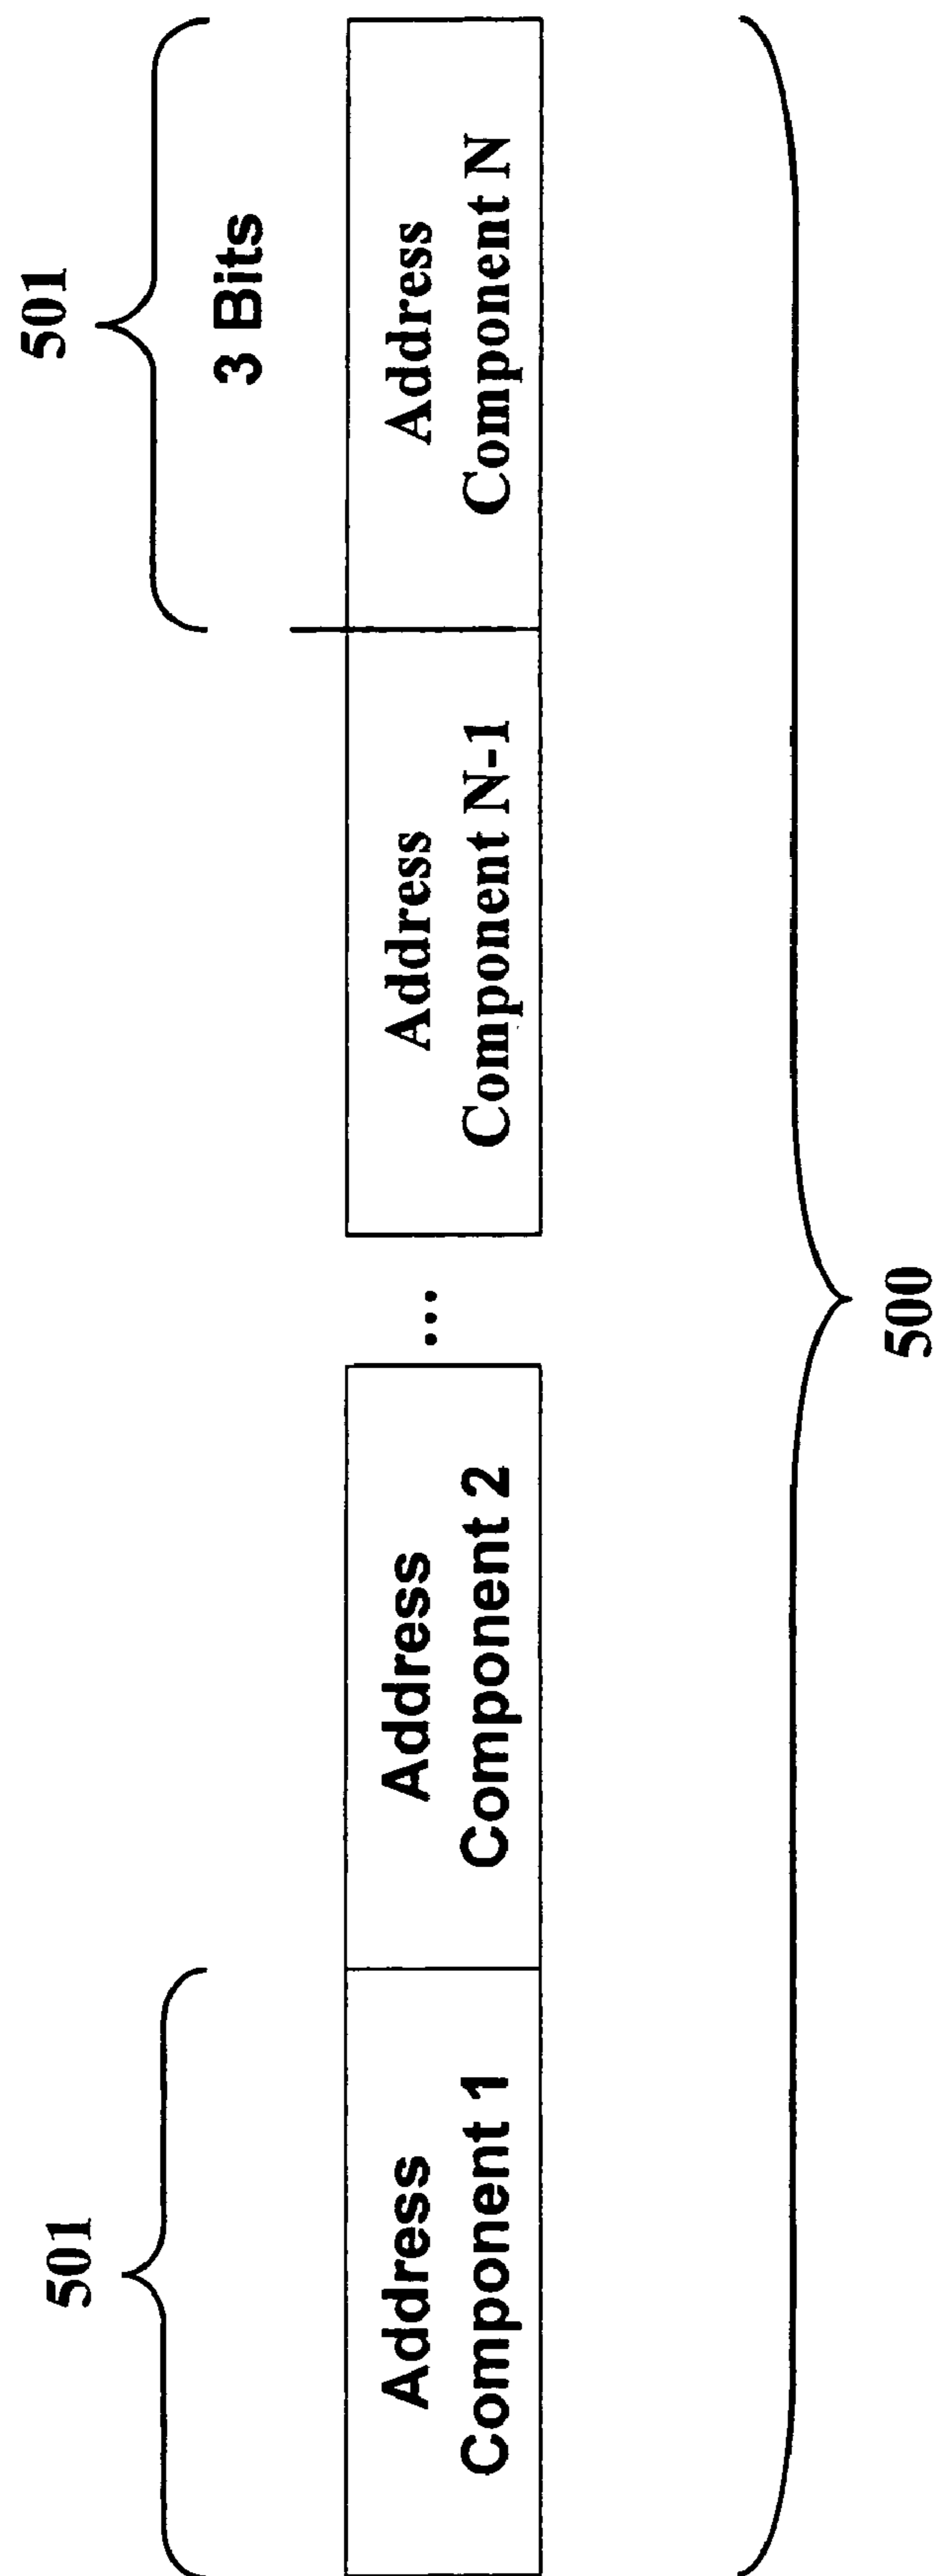 501
501
3 Bits
Address
Component 1
Address
Component 2
...
Address
Component N-1
Address
Component N
500